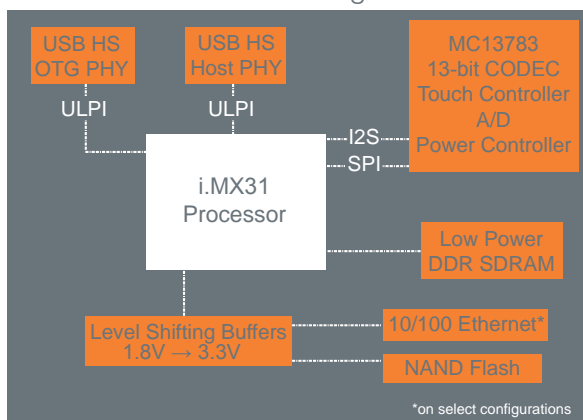 USB HS
OTG PHY
USB HS
Host PHY
MC13783
13-bit CODEC
Touch Controller
A/D
Power Controller
ULPI
ULPI
I2S
SPI
i.MX31
Processor
Low Power
DDR SDRAM
Level Shifting Buffers
1.8V → 3.3V
10/100 Ethernet*
NAND Flash
*on select configurations